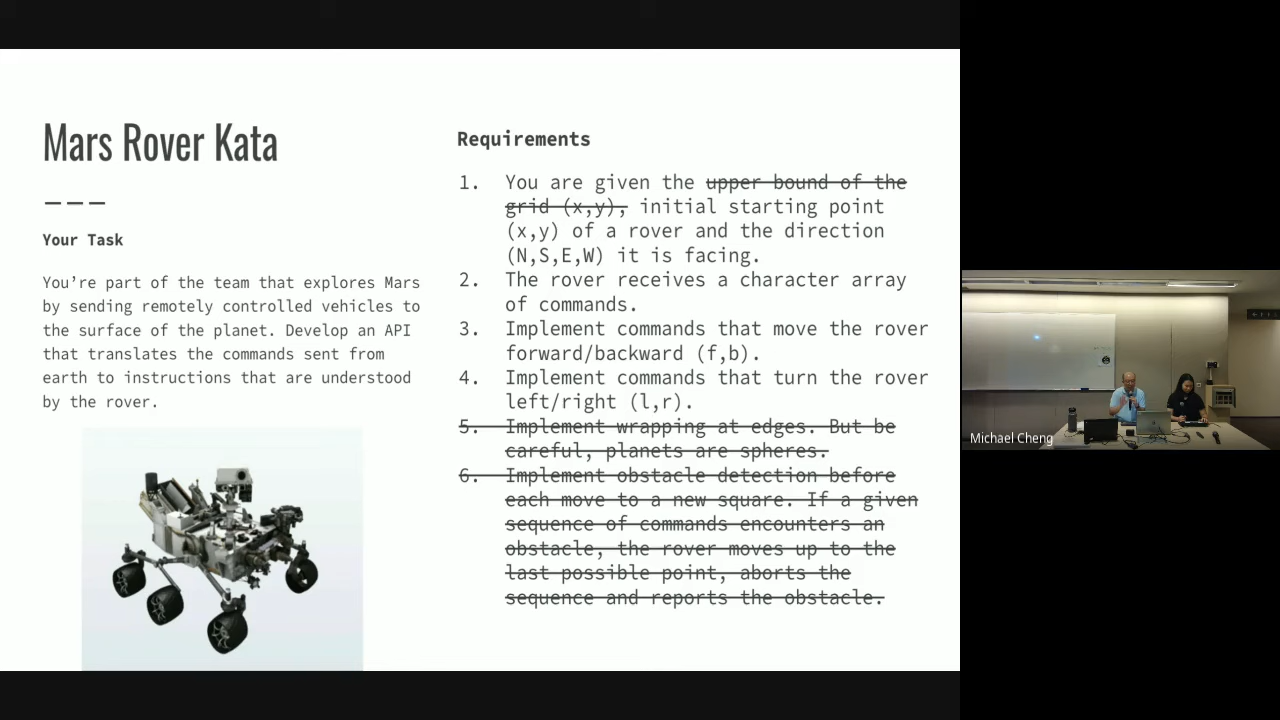 Mars Rover Kata
Your Task
You’re part of the team that explores Mars
by sending remotely controlled vehicles to
the surface of the planet. Develop an API
that translates the commands sent from
earth to instructions that are understood
by the rover.
Requirements
1. You are given the upper bound of the
grid (x,y), initial starting point
(x,y) of a rover and the direction
(N,S,E,W) it is facing.
2. The rover receives a character array
of commands.
3. Implement commands that move the rover
forward/backward (f,b).
4. Implement commands that turn the rover
left/right (l,r).
5. Implement wrapping at edges. But be
careful, planets are spheres.
6. Implement obstacle detection before
each move to a new square. If a given
sequence of commands encounters an
obstacle, the rover moves up to the
last possible point, aborts the
sequence and reports the obstacle.
Michael Cheng